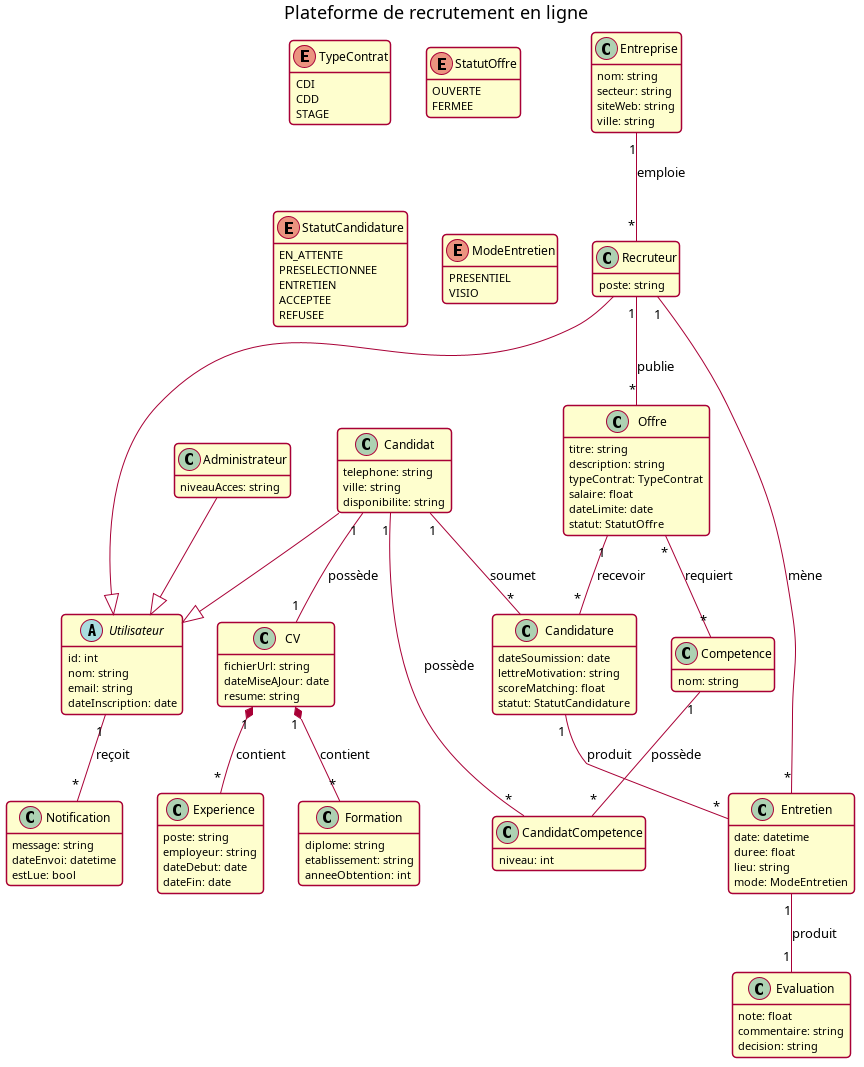 Plateforme de recrutement en ligne
E TypeContrat
CDI
CDD
STAGE
E StatutOffre
OUVERTE
FERMEE
C Entreprise
nom: string
secteur: string
siteWeb: string
ville: string
1
emploie
*
E StatutCandidature
EN_ATTENTE
PRESELECTIONNEE
ENTRETIEN
ACCEPTEE
REFUSEE
E ModeEntretien
PRESENTIEL
VISIO
C Recruteur
poste: string
1
1
publie
*
C Administrateur
niveauAcces: string
C Candidat
telephone: string
ville: string
disponibilite: string
C Offre
titre: string
description: string
typeContrat: TypeContrat
salaire: float
dateLimite: date
statut: StatutOffre
1
1
1
1
*
possède
soumet
recevoir
requiert
mène
1
*
*
*
A Utilisateur
id: int
nom: string
email: string
dateInscription: date
C CV
fichierUrl: string
dateMiseAJour: date
resume: string
C Candidature
dateSoumission: date
lettreMotivation: string
scoreMatching: float
statut: StatutCandidature
C Competence
nom: string
possède
1
1
1
1
1
reçoit
contient
contient
produit
possède
*
*
*
*
*
*
*
C Notification
message: string
dateEnvoi: datetime
estLue: bool
C Experience
poste: string
employeur: string
dateDebut: date
dateFin: date
C Formation
diplome: string
etablissement: string
anneeObtention: int
C CandidatCompetence
niveau: int
C Entretien
date: datetime
duree: float
lieu: string
mode: ModeEntretien
1
produit
1
C Evaluation
note: float
commentaire: string
decision: string